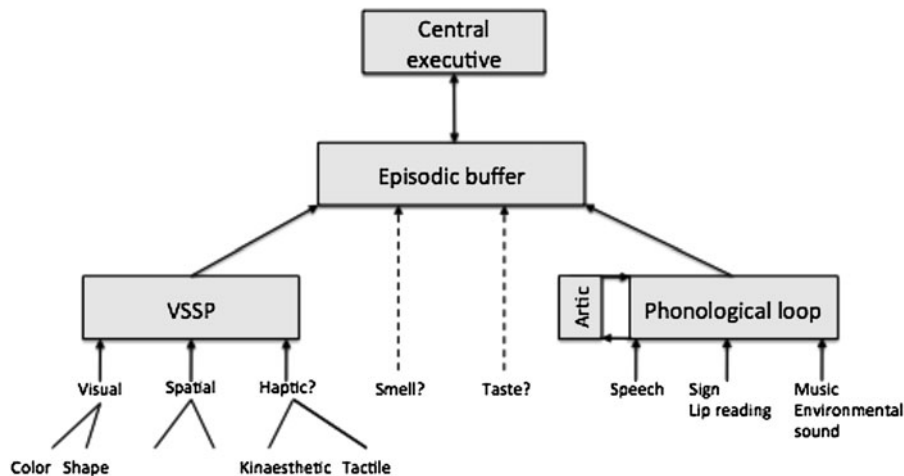 Central
executive
Episodic buffer
VSSP
Artic
Phonological loop
Visual
Spatial
Haptic?
Smell?
Taste?
Speech
Sign
Lip reading
Music
Environmental
sound
Color
Shape
Kinaesthetic
Tactile